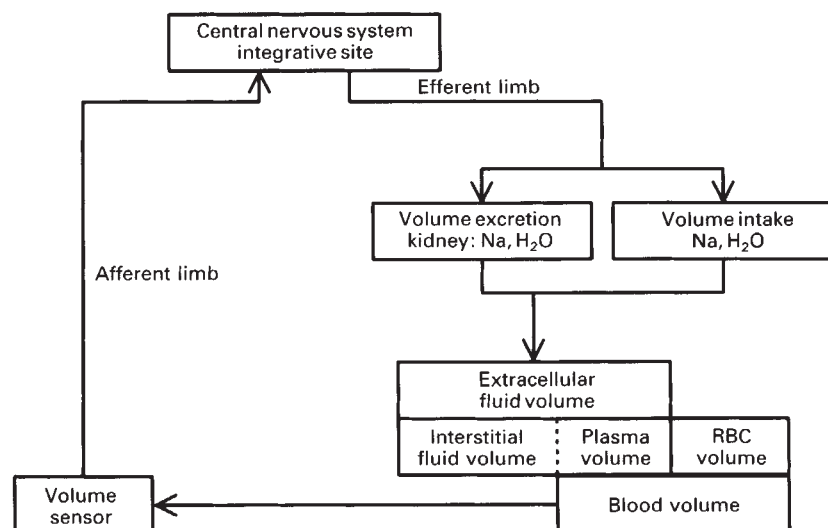 Central nervous system
integrative site
Efferent limb
Volume excretion
kidney: Na, H₂O
Volume intake
Na, H₂O
Afferent limb
Extracellular
fluid volume
Interstitial
fluid volume
Plasma
volume
RBC
volume
Volume
sensor
Blood volume